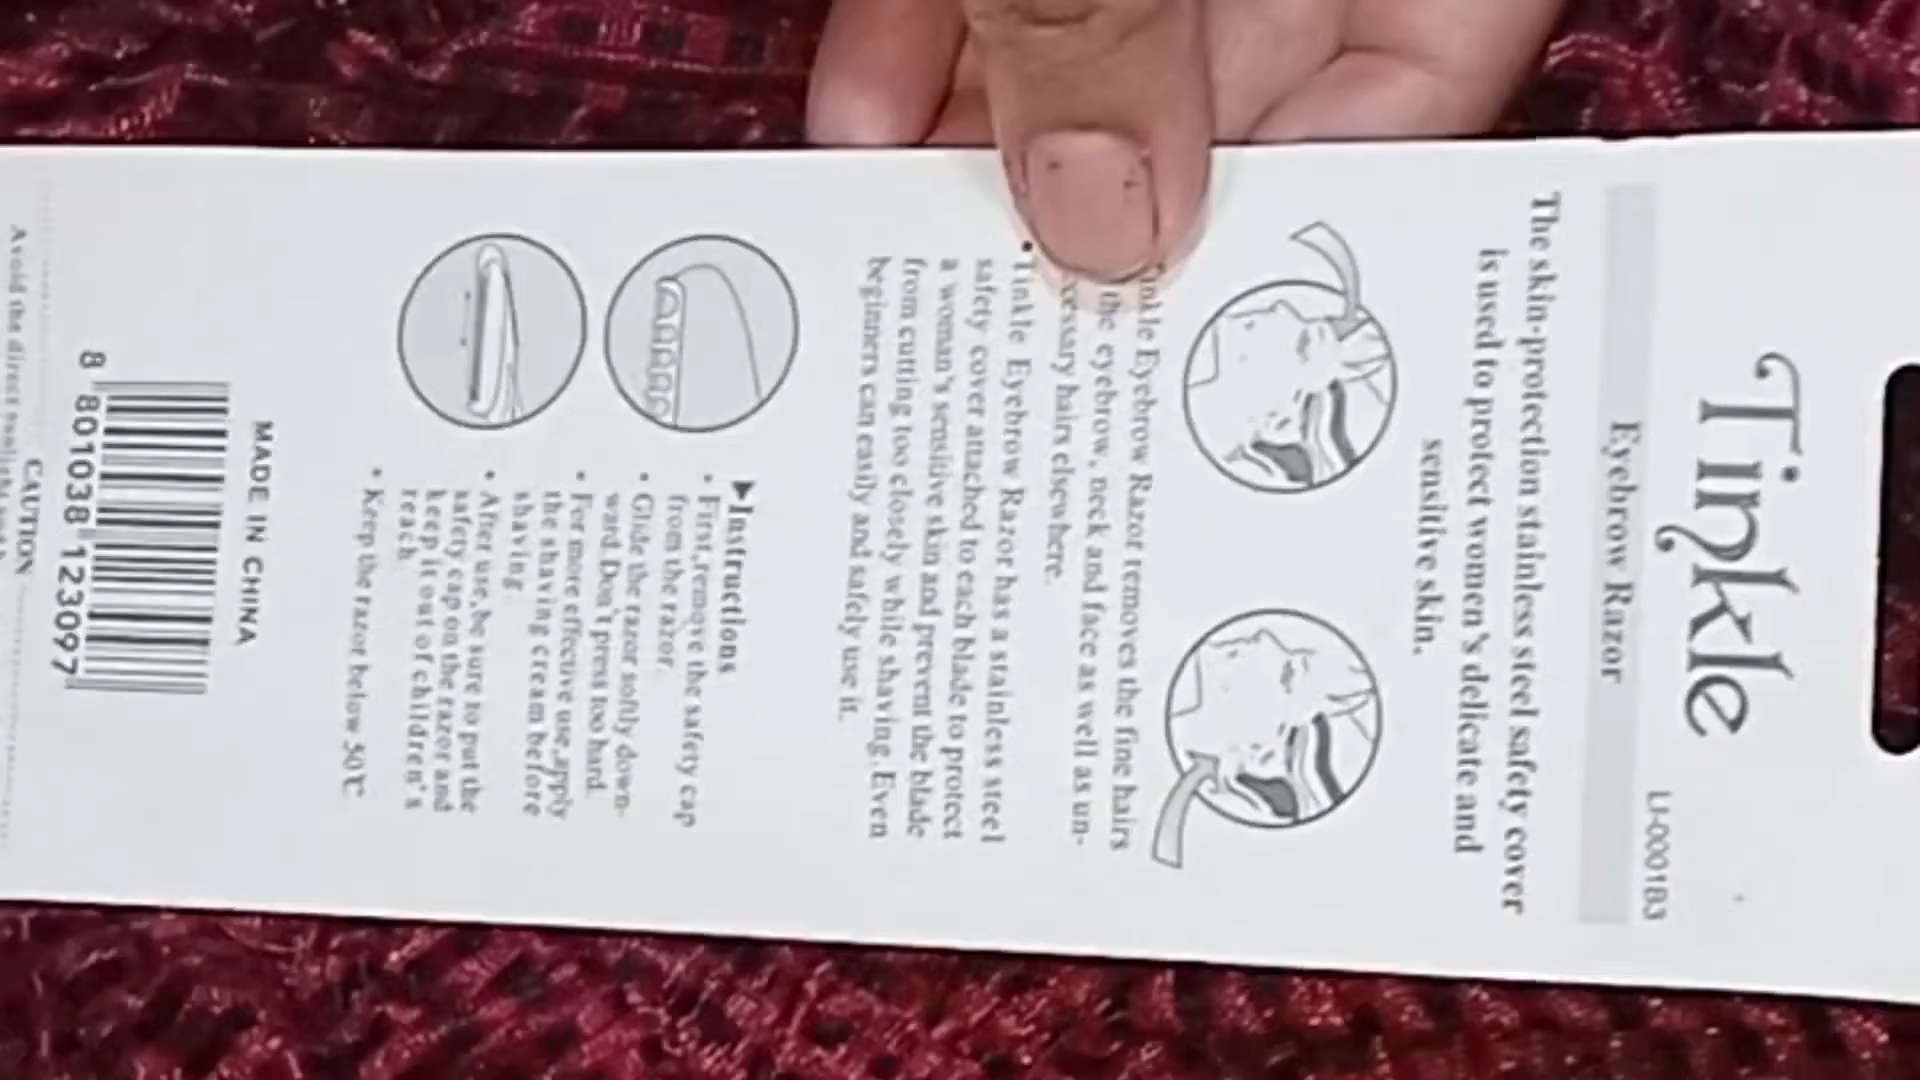 Tinkle
LI-0001B3
Eyebrow Razor
The skin-protection stainless steel safety cover
is used to protect women's delicate and
sensitive skin.
Eyebrow Razor removes the fine hairs
the eyebrow, neck and face as well as un-
hairs elsewhere.
•Tinkle Eyebrow Razor has a stainless steel
safety cover attached to each blade to protect
a woman's sensitive skin and prevent the blade
from cutting too closely while shaving. Even
beginners can easily and safely use it.
▶Instructions
• First, remove the safety cap
from the razor.
• Glide the razor softly down-
ward. Don't press too hard.
• For more effective use, apply
the shaving cream before
shaving
• After use, be sure to put the
safety cap on the razor and
keep it out of children's
reach.
• Keep the razor below 50℃
MADE IN CHINA
8 801038 123097
CAUTION
Avoid the direct